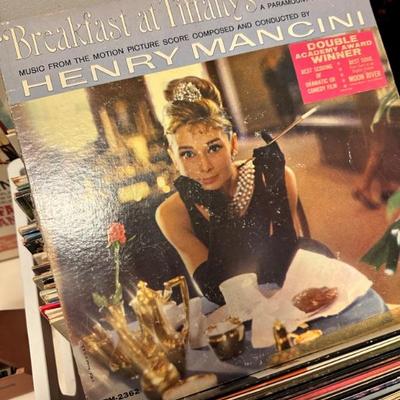 "Breakfast at Tiffany's
A PARAMOUNT
MUSIC FROM THE MOTION PICTURE SCORE COMPOSED AND CONDUCTED BY
HENRY MANCINI
DOUBLE
ACADEMY AWARD
WINNER
BEST SCORING OF DRAMATIC OR COMEDY FILM
BEST SONG
"MOON RIVER"
M-2362